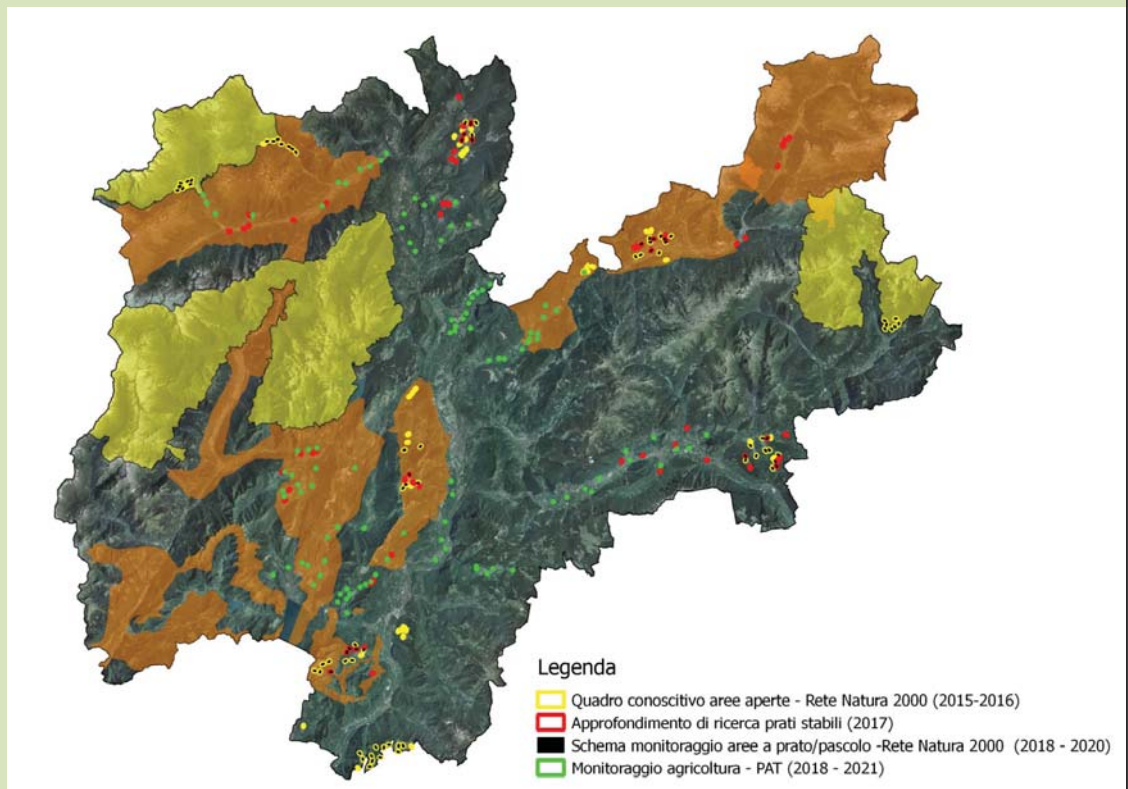 Legenda
Quadro conoscitivo aree aperte - Rete Natura 2000 (2015-2016)
Approfondimento di ricerca prati stabili (2017)
Schema monitoraggio aree a prato/pascolo -Rete Natura 2000 (2018 - 2020)
Monitoraggio agricoltura - PAT (2018 - 2021)